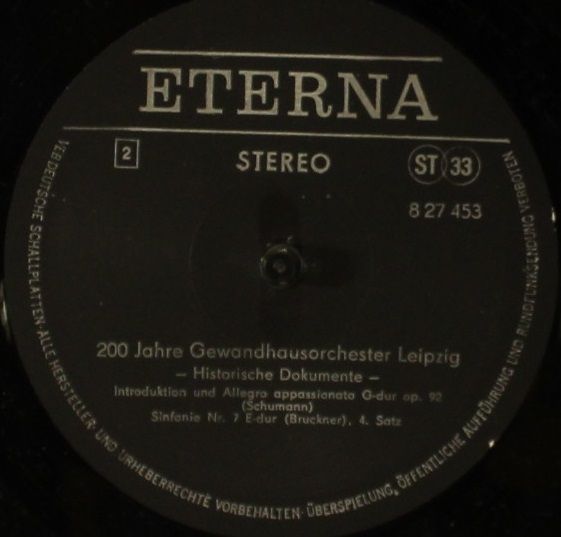 ETERNA
2
STEREO
ST 33
8 27 453
200 Jahre Gewandhausorchester Leipzig
– Historische Dokumente –
Introduktion und Allegro appassionato G-dur op. 92
(Schumann)
Sinfonie Nr. 7 E-dur (Bruckner), 4. Satz
VEB DEUTSCHE SCHALLPLATTEN · ALLE HERSTELLER- UND URHEBERRECHTE VORBEHALTEN · ÜBERSPIELUNG, ÖFFENTLICHE AUFFÜHRUNG UND RUNDFUNKSENDUNG VERBOTEN